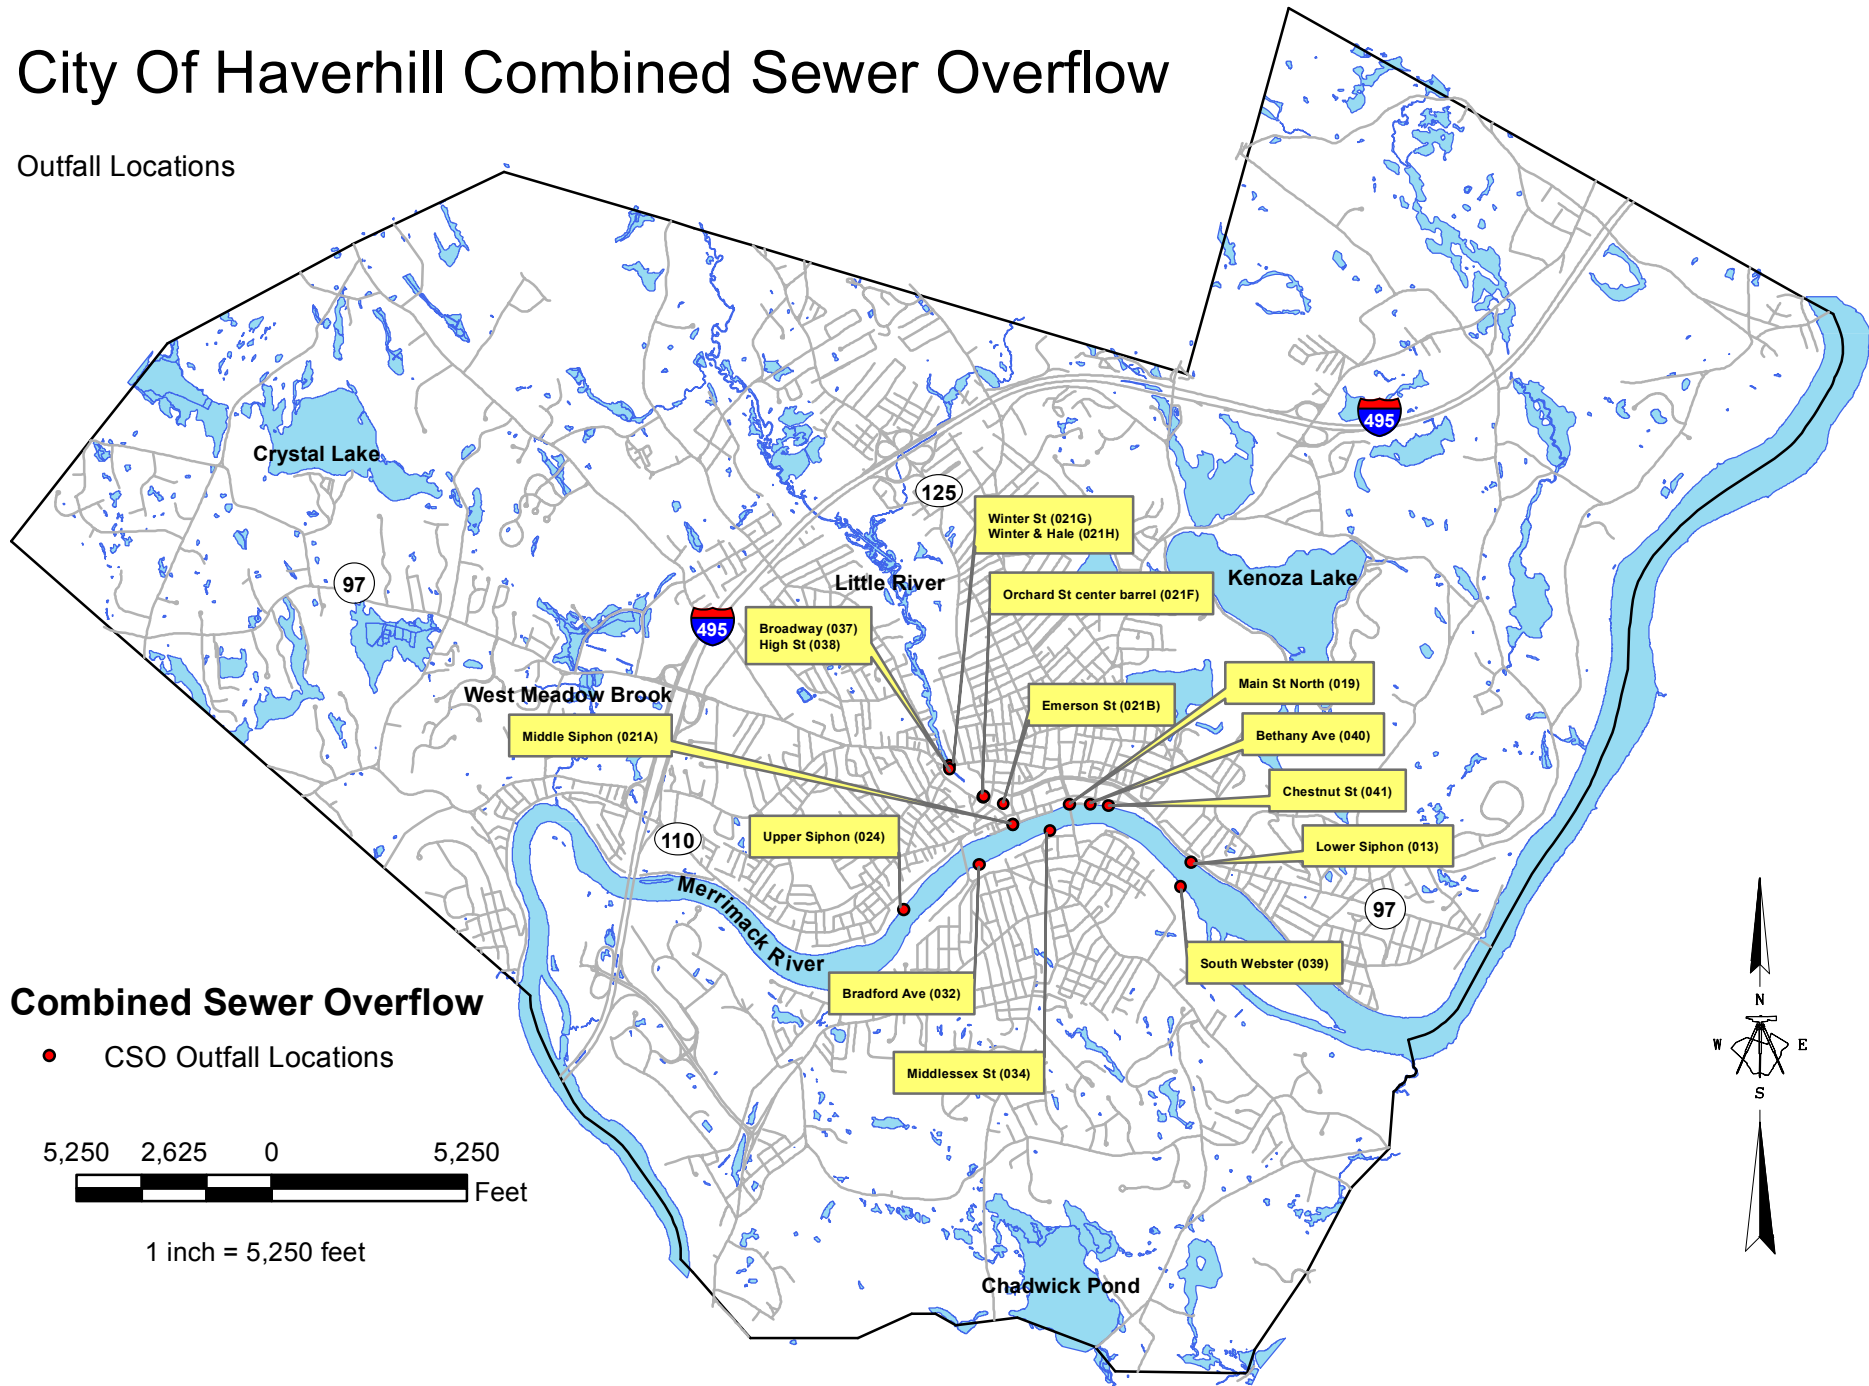 City Of Haverhill Combined Sewer Overflow
Outfall Locations
495
Crystal Lake
125
Winter St (021G)
Winter & Hale (021H)
97
Little River
Kenoza Lake
Orchard St center barrel (021F)
495
Broadway (037)
High St (038)
West Meadow Brook
Main St North (019)
Emerson St (021B)
Middle Siphon (021A)
Bethany Ave (040)
Chestnut St (041)
Upper Siphon (024)
110
Lower Siphon (013)
Merrimack River
97
South Webster (039)
Bradford Ave (032)
Middlessex St (034)
Combined Sewer Overflow
CSO Outfall Locations
N
W E
S
5,250 2,625 0 5,250
Feet
1 inch = 5,250 feet
Chadwick Pond